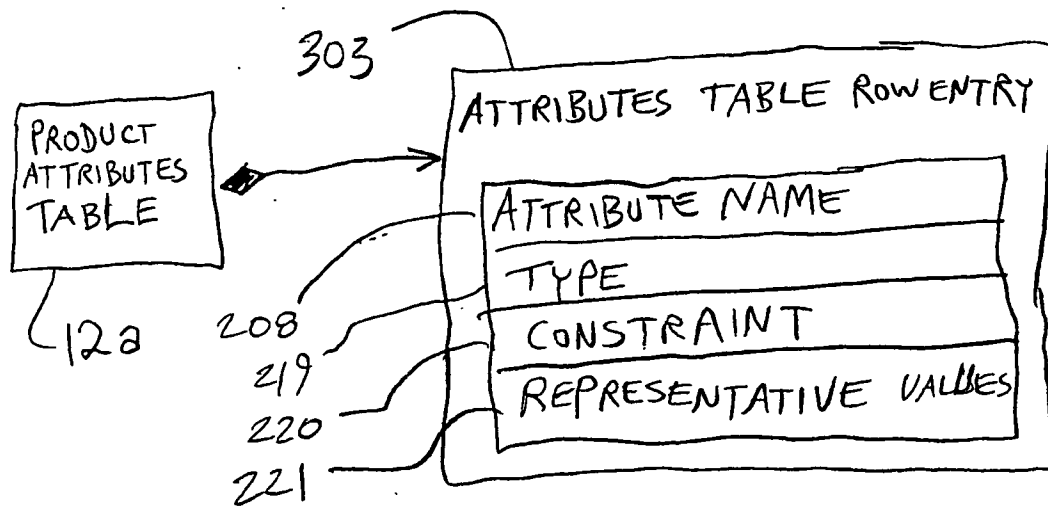 303
ATTRIBUTES TABLE ROW ENTRY
PRODUCT
ATTRIBUTES
TABLE
12a
ATTRIBUTE NAME
TYPE
CONSTRAINT
REPRESENTATIVE VALUES
208
219
220
221